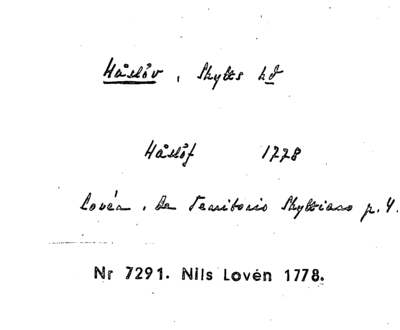 Håslöv, Skytts hd
Håslöf 1778
Lovén, De Territorio Skyttiano p. 4.
Nr 7291. Nils Lovén 1778.